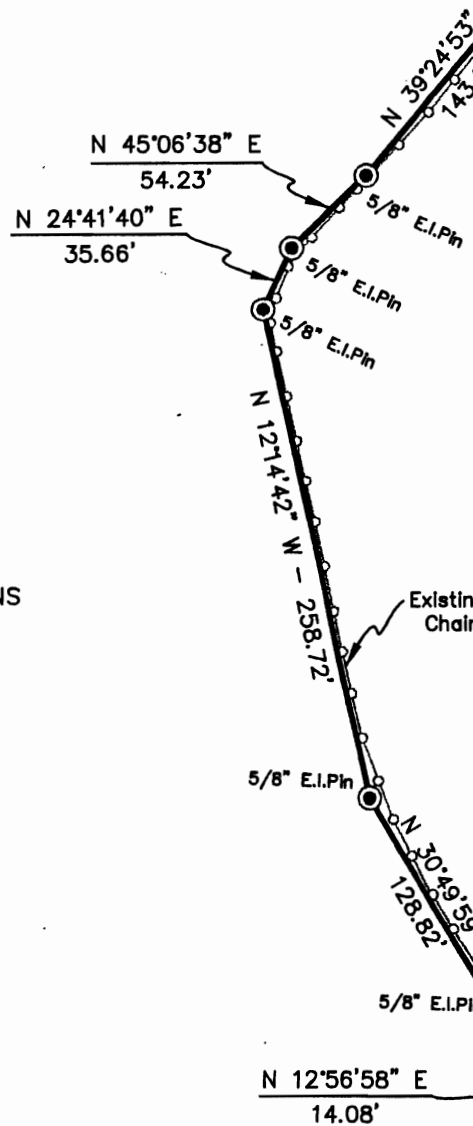 N 39°24'53"
143.
N 45°06'38" E
54.23'
5/8" E.I.Pin
N 24°41'40" E
35.66'
5/8" E.I.Pin
5/8" E.I.Pin
N 12°14'42" W - 258.72'
NS
Existin
Chain
5/8" E.I.Pin
N 30°49'59
128.82'
5/8" E.I.Pi
N 12°56'58" E
14.08'